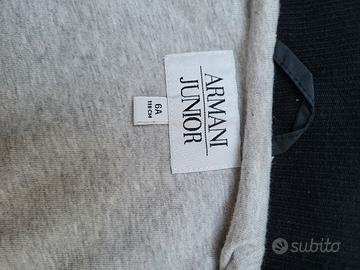 ARMANI
JUNIOR
6A
118 CM
subito